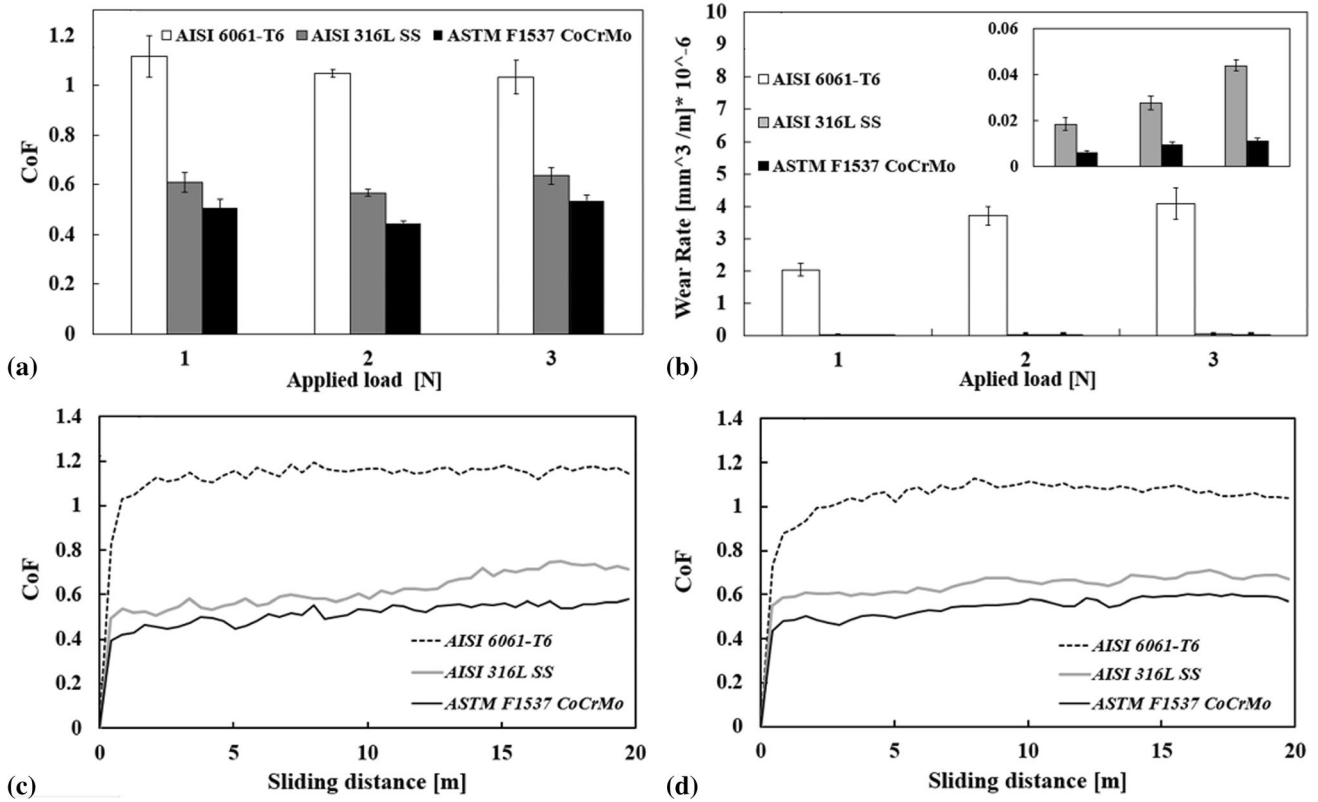 1.2
1
0.8
0.6
0.4
0.2
0
CoF
AISI 6061-T6 AISI 316L SS ASTM F1537 CoCrMo
1 2 3
Applied load [N]
(a)
10
9
8
7
6
5
4
3
2
1
0
Wear Rate [mm^3 /m]* 10^-6
AISI 6061-T6
AISI 316L SS
ASTM F1537 CoCrMo
0.06
0.04
0.02
0
1 2 3
Aplied load [N]
(b)
1.4
1.2
1
0.8
0.6
0.4
0.2
0
CoF
AISI 6061-T6
AISI 316L SS
ASTM F1537 CoCrMo
0 5 10 15 20
Sliding distance [m]
(c)
1.4
1.2
1
0.8
0.6
0.4
0.2
0
CoF
AISI 6061-T6
AISI 316L SS
ASTM F1537 CoCrMo
0 5 10 15 20
Sliding distance [m]
(d)